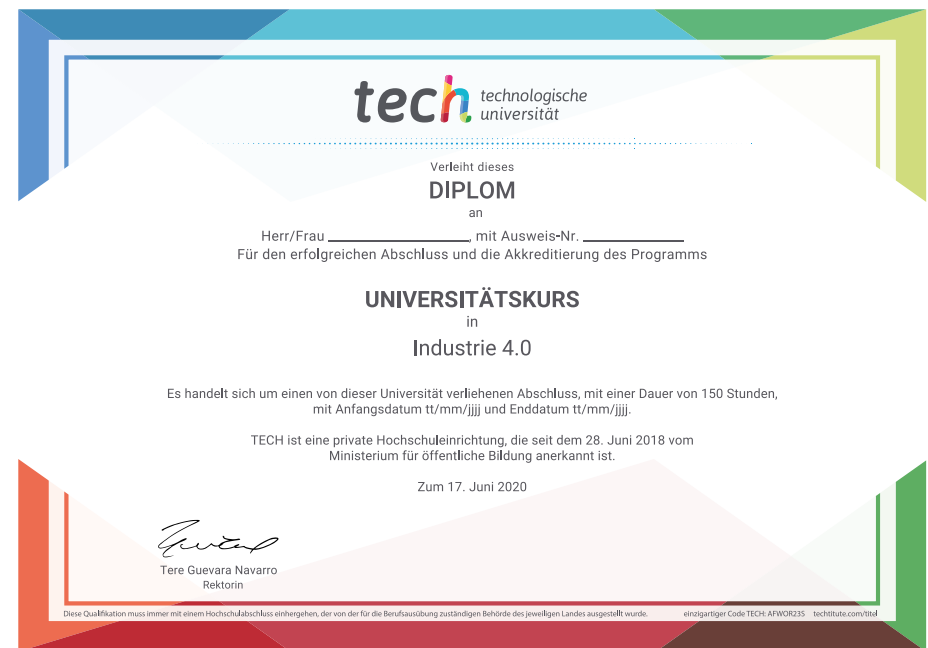 tech technologische
universität
Verleiht dieses
DIPLOM
an
Herr/Frau ____________________, mit Ausweis-Nr. ______________
Für den erfolgreichen Abschluss und die Akkreditierung des Programms
UNIVERSITÄTSKURS
in
Industrie 4.0
Es handelt sich um einen von dieser Universität verliehenen Abschluss, mit einer Dauer von 150 Stunden,
mit Anfangsdatum tt/mm/jjjj und Enddatum tt/mm/jjjj.
TECH ist eine private Hochschuleinrichtung, die seit dem 28. Juni 2018 vom
Ministerium für öffentliche Bildung anerkannt ist.
Zum 17. Juni 2020
Tere Guevara Navarro
Rektorin
Diese Qualifikation muss immer mit einem Hochschulabschluss einhergehen, der von der für die Berufsausübung zuständigen Behörde des jeweiligen Landes ausgestellt wurde. einzigartiger Code TECH: AFWOR23S techtitute.com/titel